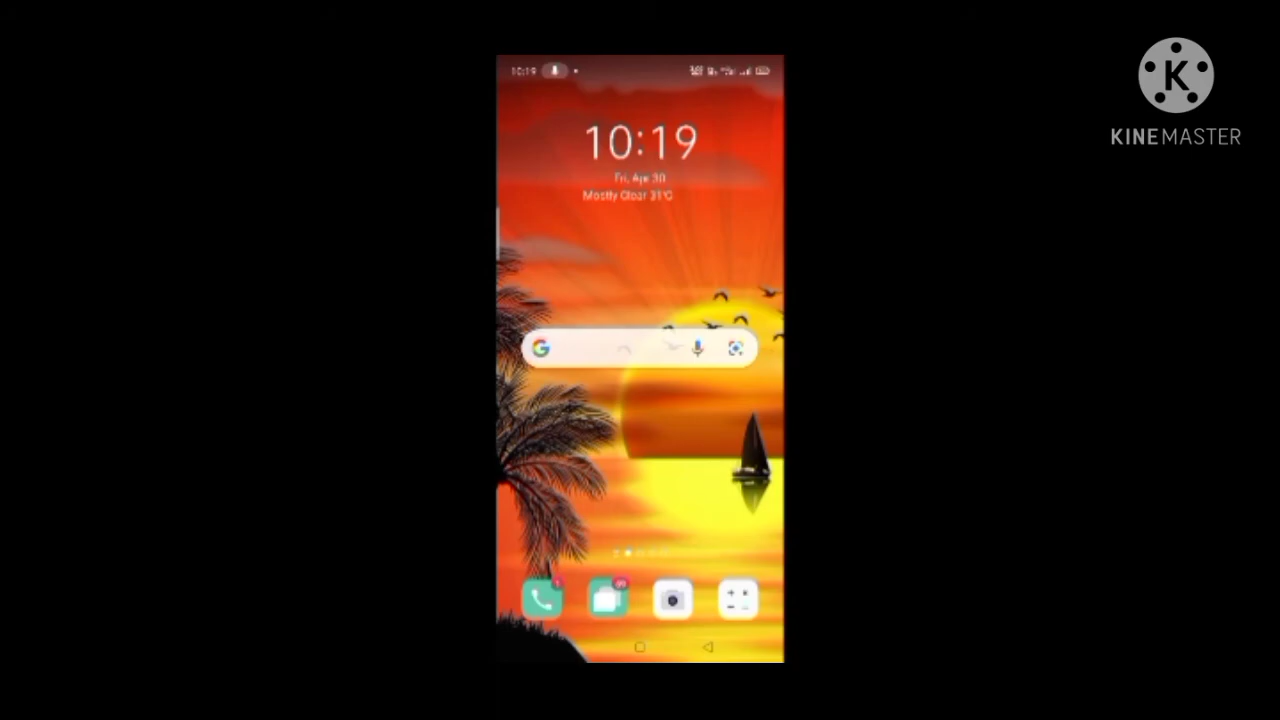 10:19
KINEMASTER
10:19
Fri, Apr 30
Mostly Clear 31°C